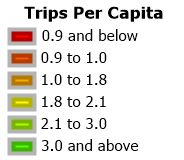 Trips Per Capita
0.9 and below
0.9 to 1.0
1.0 to 1.8
1.8 to 2.1
2.1 to 3.0
3.0 and above